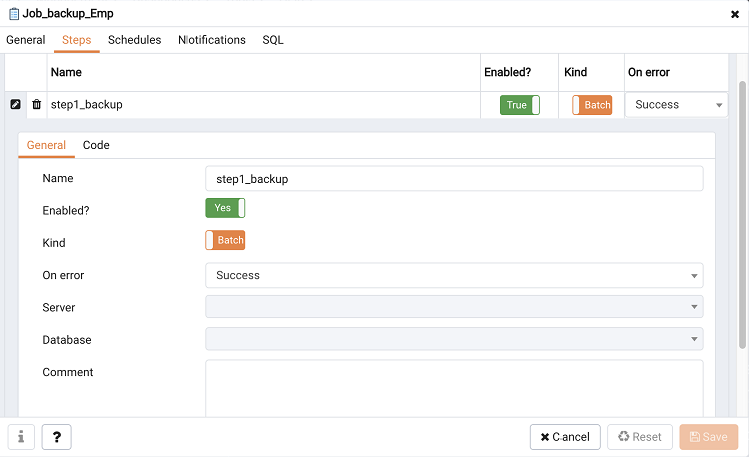 Job_backup_Emp
General Steps Schedules Notifications SQL
Name Enabled? Kind On error
step1_backup True Batch Success
General Code
Name step1_backup
Enabled? Yes
Kind Batch
On error Success
Server
Database
Comment
i ? Cancel Reset Save